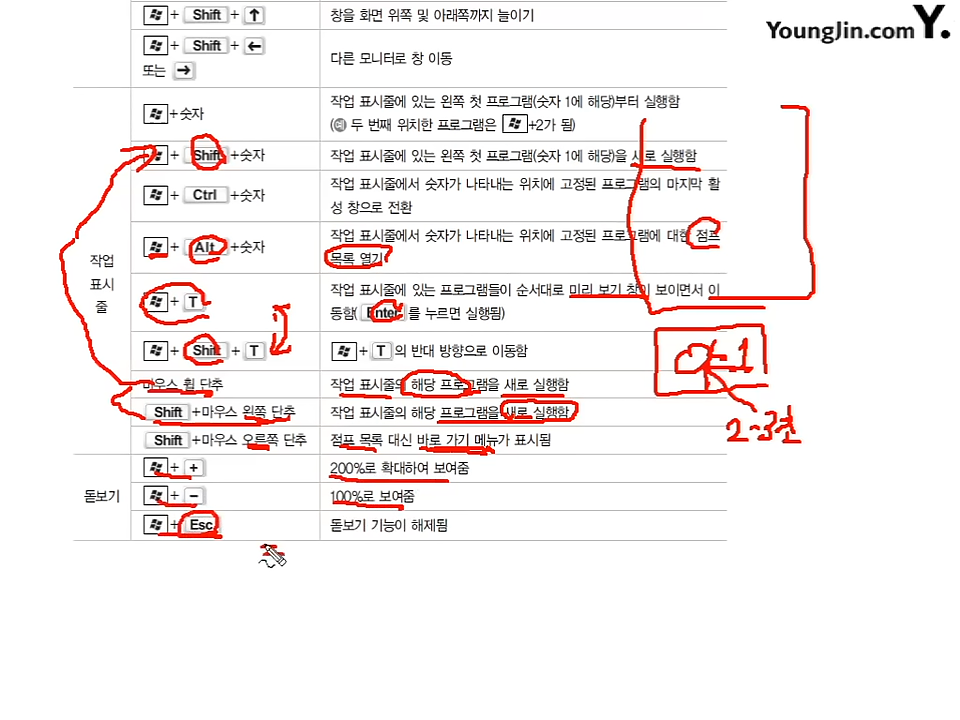 YoungJin.com Y.
+ Shift + ↑ 창을 화면 위쪽 및 아래쪽까지 늘이기
+ Shift + ←
또는 → 다른 모니터로 창 이동
작업
표시
줄
+숫자 작업 표시줄에 있는 왼쪽 첫 프로그램(숫자 1에 해당)부터 실행함
(예 두 번째 위치한 프로그램은 +2가 됨)
+ Shift +숫자 작업 표시줄에 있는 왼쪽 첫 프로그램(숫자 1에 해당)을 새로 실행함
+ Ctrl +숫자 작업 표시줄에서 숫자가 나타내는 위치에 고정된 프로그램의 마지막 활
성 창으로 전환
+ Alt +숫자 작업 표시줄에서 숫자가 나타내는 위치에 고정된 프로그램에 대한 점프
목록 열기
+ T 작업 표시줄에 있는 프로그램들이 순서대로 미리 보기 창이 보이면서 이
동함( Enter 를 누르면 실행됨)
+ Shift + T + T 의 반대 방향으로 이동함
마우스 휠 단추 작업 표시줄의 해당 프로그램을 새로 실행함
Shift +마우스 왼쪽 단추 작업 표시줄의 해당 프로그램을 새로 실행함
Shift +마우스 오른쪽 단추 점프 목록 대신 바로 가기 메뉴가 표시됨
돋보기
+ + 200%로 확대하여 보여줌
+ − 100%로 보여줌
+ Esc 돋보기 기능이 해제됨
1